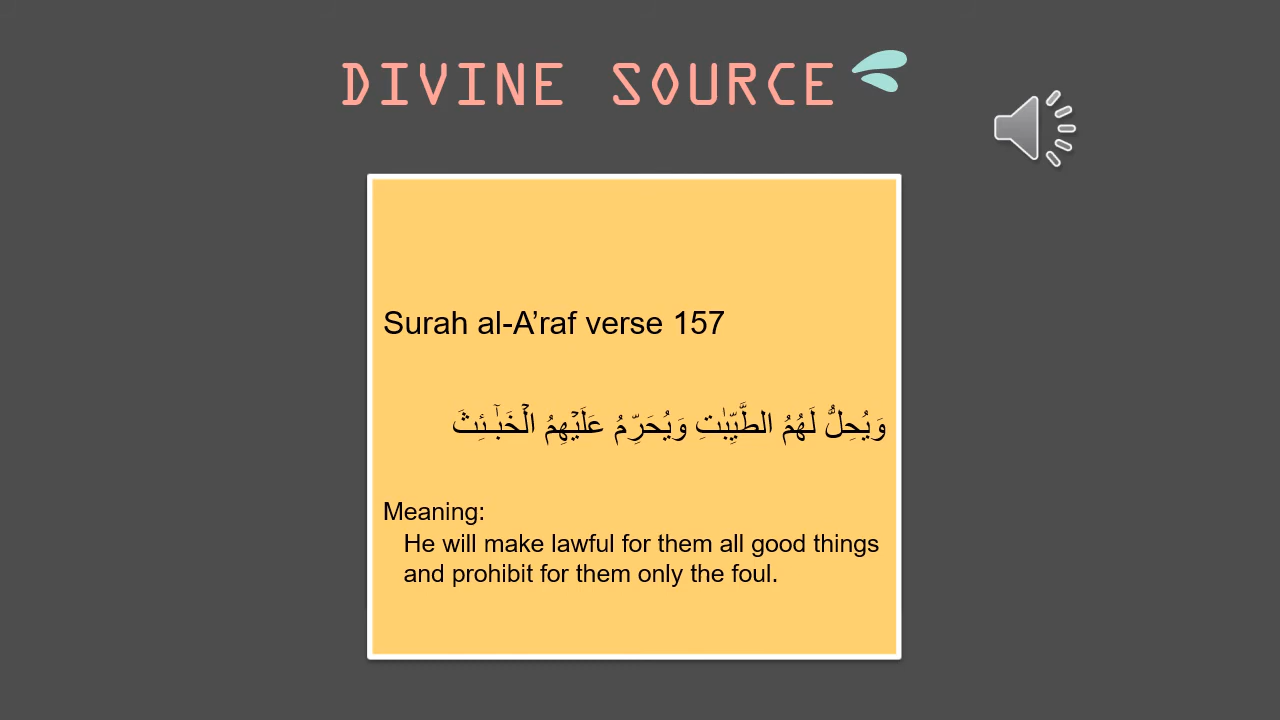 DIVINE SOURCE
Surah al-A’raf verse 157
وَيُحِلُّ لَهُمُ الطَّيِّبٰتِ وَيُحَرِّمُ عَلَيْهِمُ الْخَبٰٓـئِثَ
Meaning:
He will make lawful for them all good things
and prohibit for them only the foul.